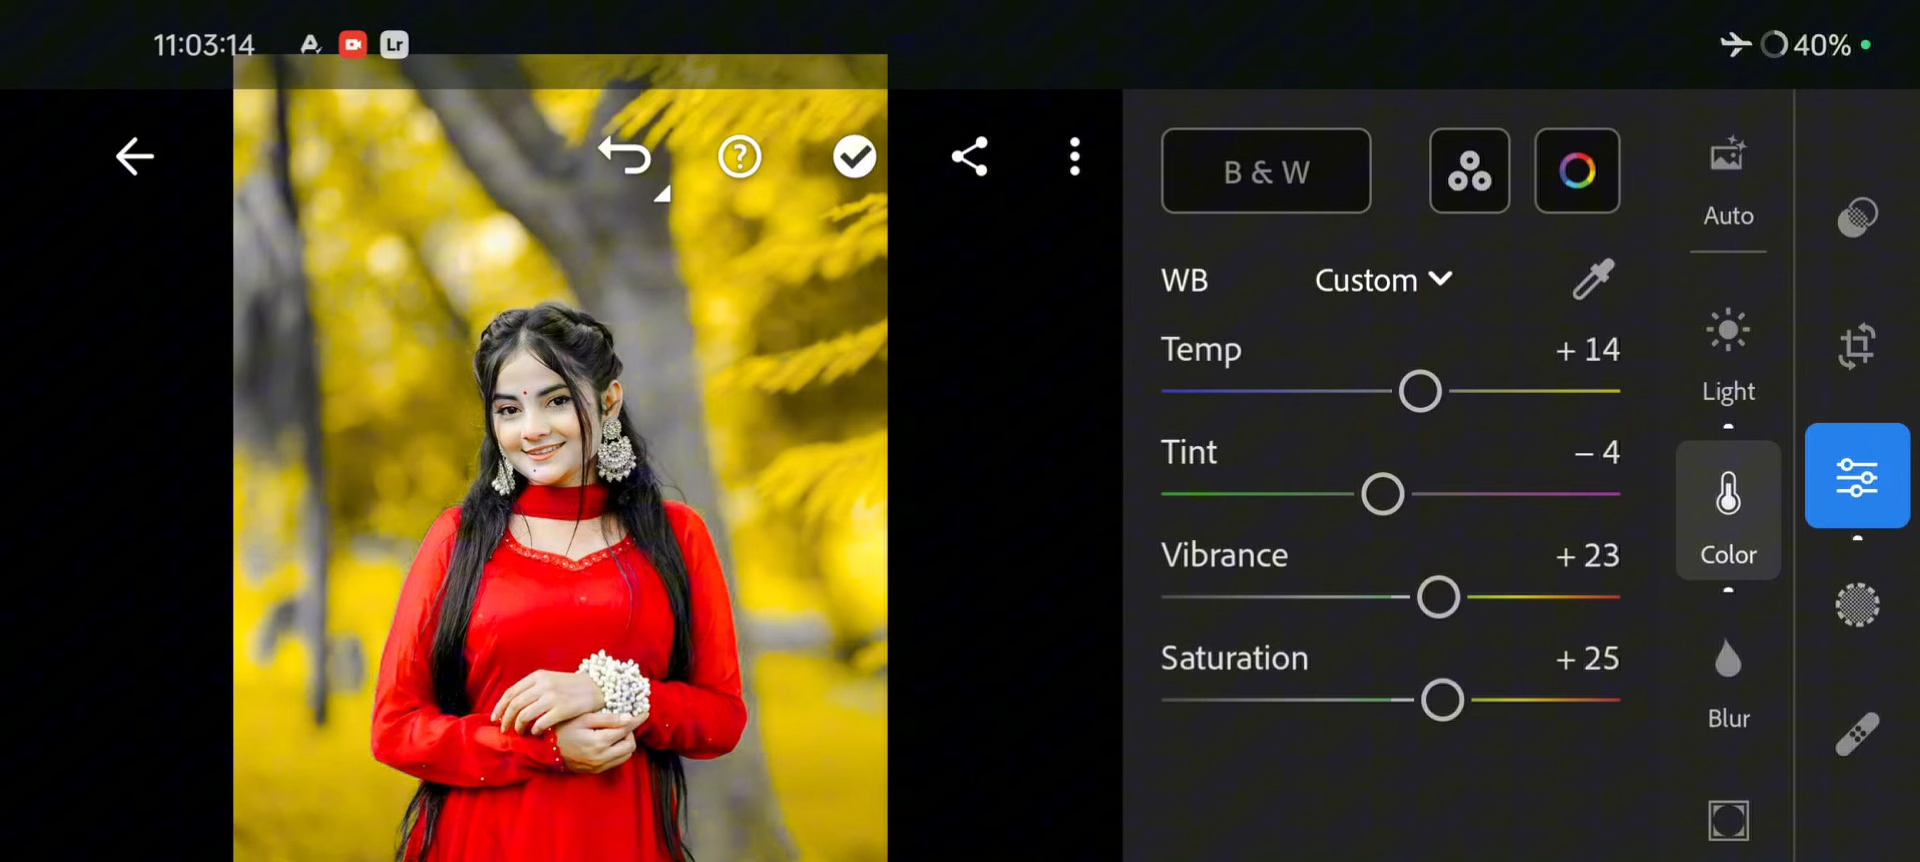 11:03:14
Lr
40%
B & W
Auto
WB Custom
Temp + 14
Light
Tint – 4
Color
Vibrance + 23
Saturation + 25
Blur